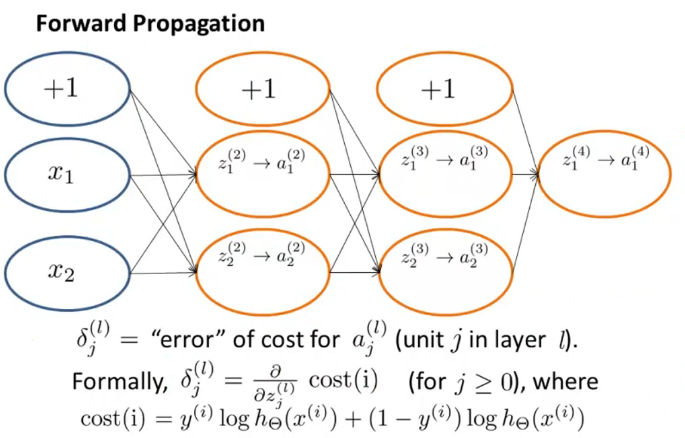 Forward Propagation
+1 +1 +1
x₁ z₁⁽²⁾ → a₁⁽²⁾ z₁⁽³⁾ → a₁⁽³⁾ z₁⁽⁴⁾ → a₁⁽⁴⁾
x₂ z₂⁽²⁾ → a₂⁽²⁾ z₂⁽³⁾ → a₂⁽³⁾
δⱼ⁽ˡ⁾ = “error” of cost for aⱼ⁽ˡ⁾ (unit j in layer l).
Formally, δⱼ⁽ˡ⁾ = ∂/∂zⱼ⁽ˡ⁾ cost(i) (for j ≥ 0), where
cost(i) = y⁽ⁱ⁾ log hΘ(x⁽ⁱ⁾) + (1 − y⁽ⁱ⁾) log hΘ(x⁽ⁱ⁾)